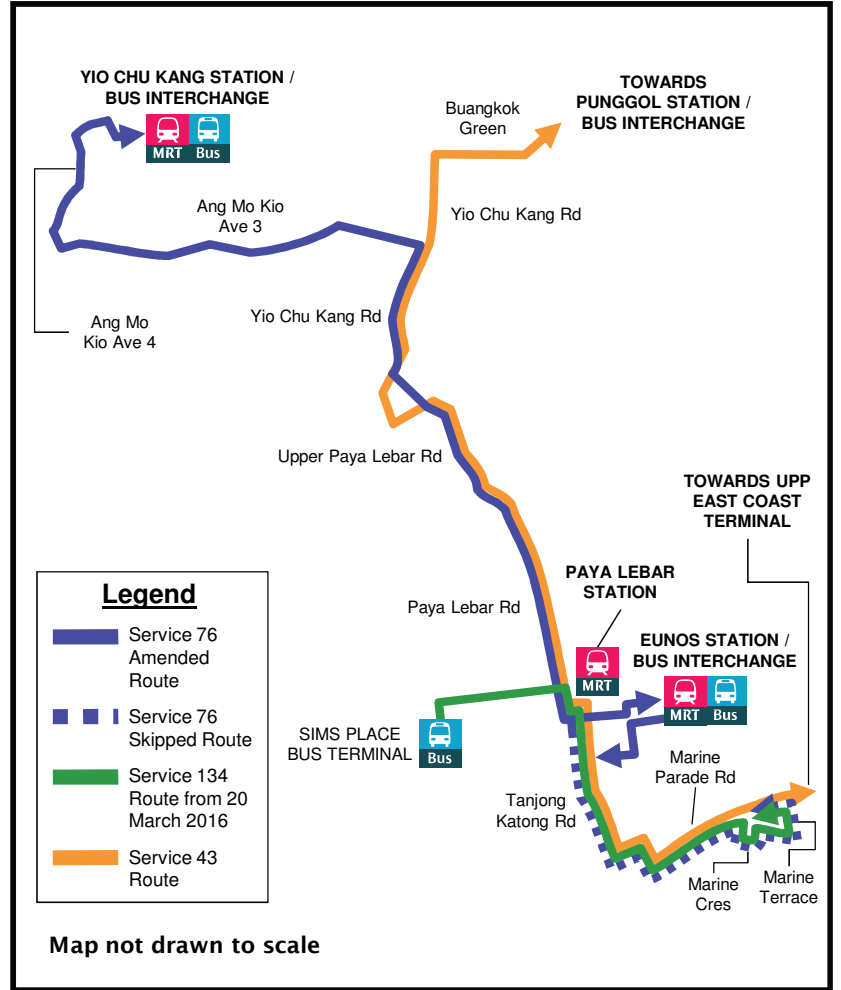 YIO CHU KANG STATION /
BUS INTERCHANGE
MRT
Bus
TOWARDS
PUNGGOL STATION /
BUS INTERCHANGE
Buangkok
Green
Ang Mo Kio
Ave 3
Yio Chu Kang Rd
Ang Mo
Kio Ave 4
Yio Chu Kang Rd
Upper Paya Lebar Rd
TOWARDS UPP
EAST COAST
TERMINAL
PAYA LEBAR
STATION
MRT
Paya Lebar Rd
EUNOS STATION /
BUS INTERCHANGE
MRT
Bus
SIMS PLACE
BUS TERMINAL
Bus
Marine
Parade Rd
Tanjong
Katong Rd
Marine
Cres
Marine
Terrace
Legend
Service 76
Amended
Route
Service 76
Skipped Route
Service 134
Route from 20
March 2016
Service 43
Route
Map not drawn to scale